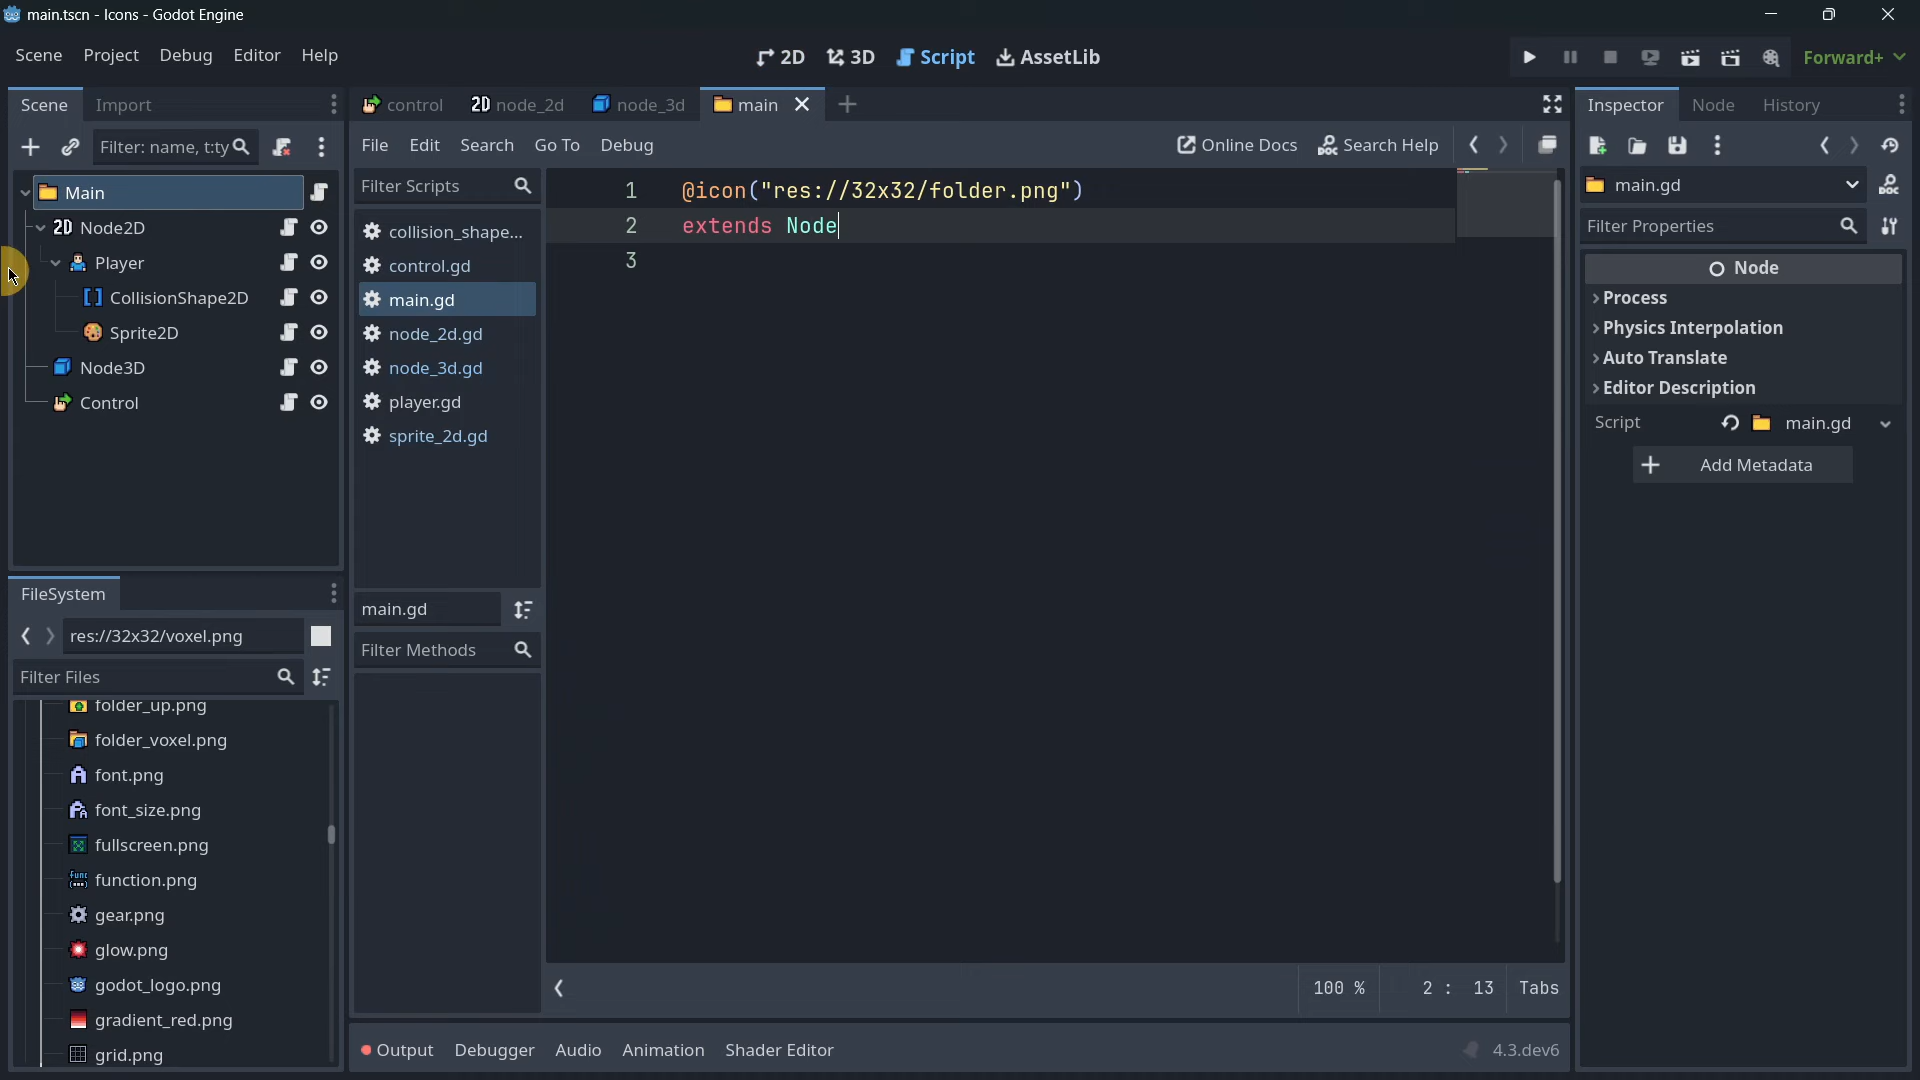 main.tscn - Icons - Godot Engine
Scene Project Debug Editor Help
2D 3D Script AssetLib
Forward+
Scene Import
control 2D node_2d node_3d main
Inspector Node History
Filter: name, t:ty
File Edit Search Go To Debug
Online Docs Search Help
Main
2D Node2D
Player
CollisionShape2D
Sprite2D
Node3D
Control
Filter Scripts
collision_shape...
control.gd
main.gd
node_2d.gd
node_3d.gd
player.gd
sprite_2d.gd
main.gd
Filter Methods
1 @icon("res://32x32/folder.png")
2 extends Node
3
100 % 2 : 13 Tabs
main.gd
Filter Properties
Node
Process
Physics Interpolation
Auto Translate
Editor Description
Script main.gd
Add Metadata
FileSystem
res://32x32/voxel.png
Filter Files
folder_up.png
folder_voxel.png
font.png
font_size.png
fullscreen.png
function.png
gear.png
glow.png
godot_logo.png
gradient_red.png
grid.png
Output Debugger Audio Animation Shader Editor
4.3.dev6